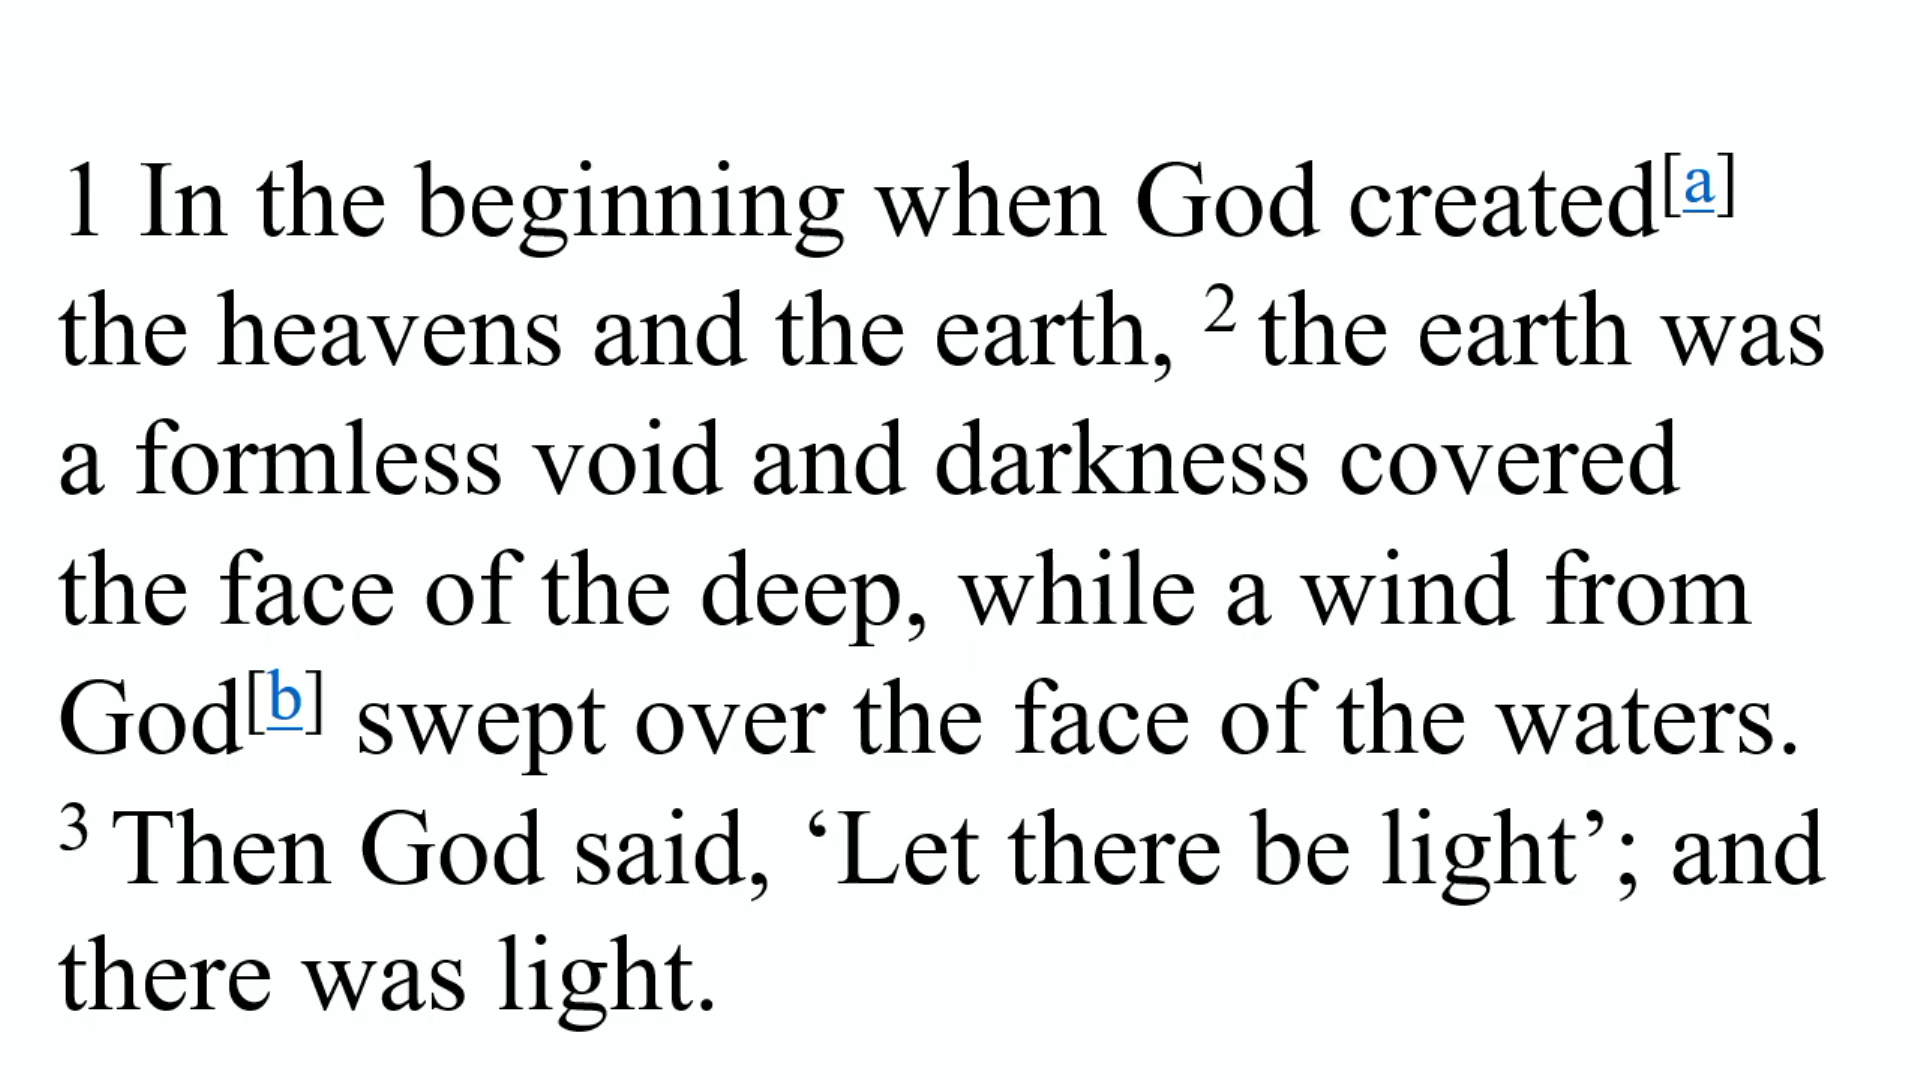 1 In the beginning when God created[a]
the heavens and the earth, 2 the earth was
a formless void and darkness covered
the face of the deep, while a wind from
God[b] swept over the face of the waters.
3 Then God said, ‘Let there be light’; and
there was light.